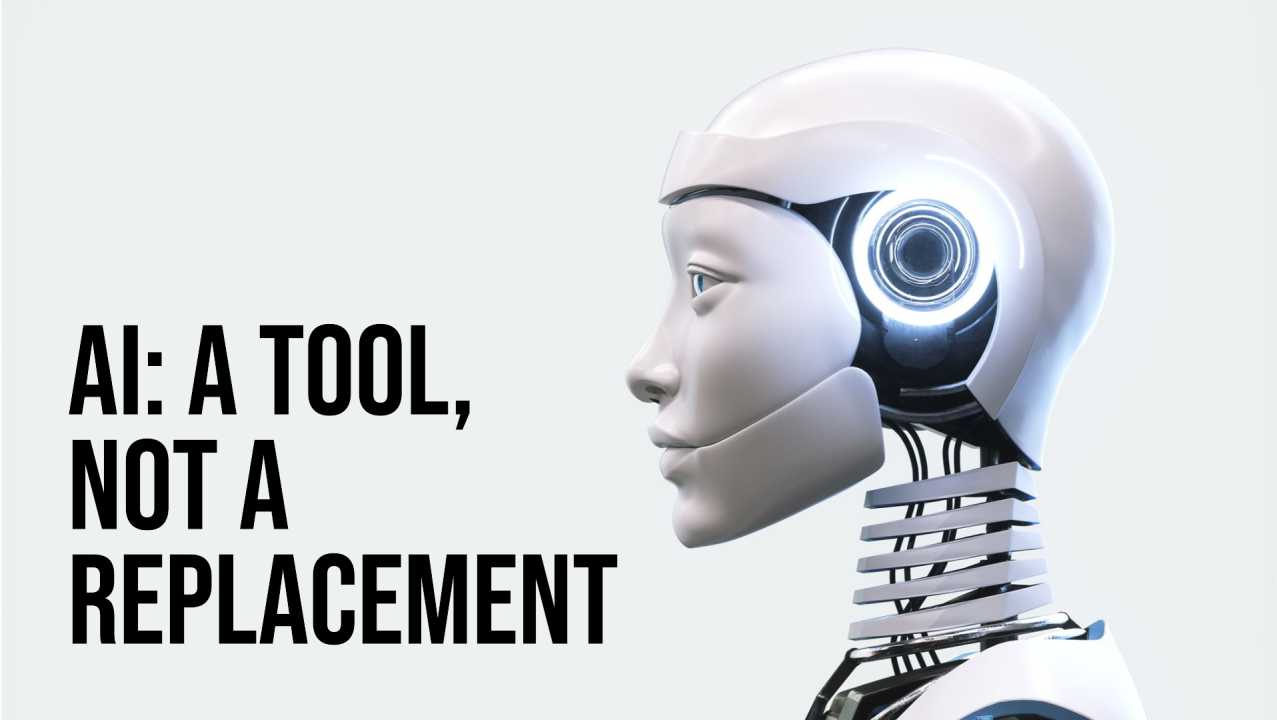 AI: A TOOL,
NOT A
REPLACEMENT